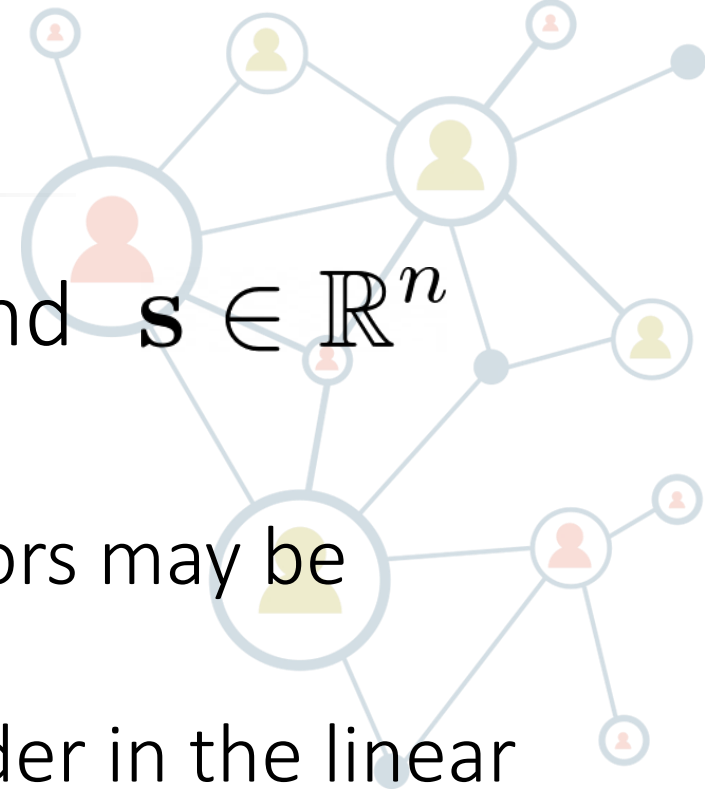 nd s ∈ ℝⁿ
ors may be
der in the linear